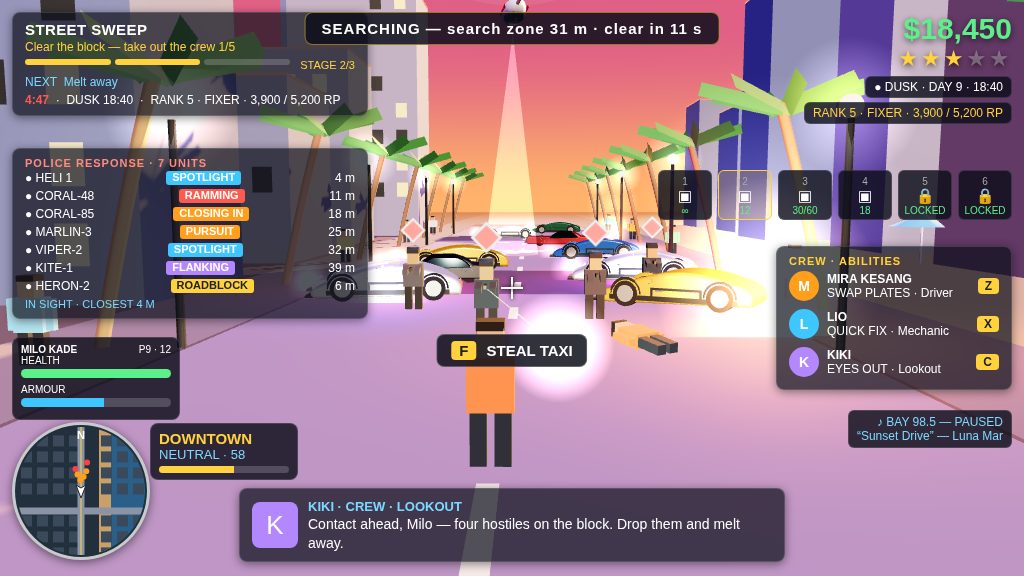 STREET SWEEP
Clear the block — take out the crew 1/5
STAGE 2/3
NEXT Melt away
4:47 · DUSK 18:40 · RANK 5 · FIXER · 3,900 / 5,200 RP
SEARCHING — search zone 31 m · clear in 11 s
$18,450
● DUSK · DAY 9 · 18:40
RANK 5 · FIXER · 3,900 / 5,200 RP
POLICE RESPONSE · 7 UNITS
● HELI 1 SPOTLIGHT 4 m
● CORAL-48 RAMMING 11 m
● CORAL-85 CLOSING IN 18 m
● MARLIN-3 PURSUIT 25 m
● VIPER-2 SPOTLIGHT 32 m
● KITE-1 FLANKING 39 m
● HERON-2 ROADBLOCK 6 m
IN SIGHT · CLOSEST 4 M
1 2 3 4 5 6
∞ 12 30/60 18 LOCKED LOCKED
CREW · ABILITIES
M MIRA KESANG
SWAP PLATES · Driver Z
L LIO
QUICK FIX · Mechanic X
K KIKI
EYES OUT · Lookout C
MILO KADE P9 · 12
HEALTH
ARMOUR
F STEAL TAXI
♪ BAY 98.5 — PAUSED
“Sunset Drive” — Luna Mar
N
DOWNTOWN
NEUTRAL · 58
K
KIKI · CREW · LOOKOUT
Contact ahead, Milo — four hostiles on the block. Drop them and melt
away.